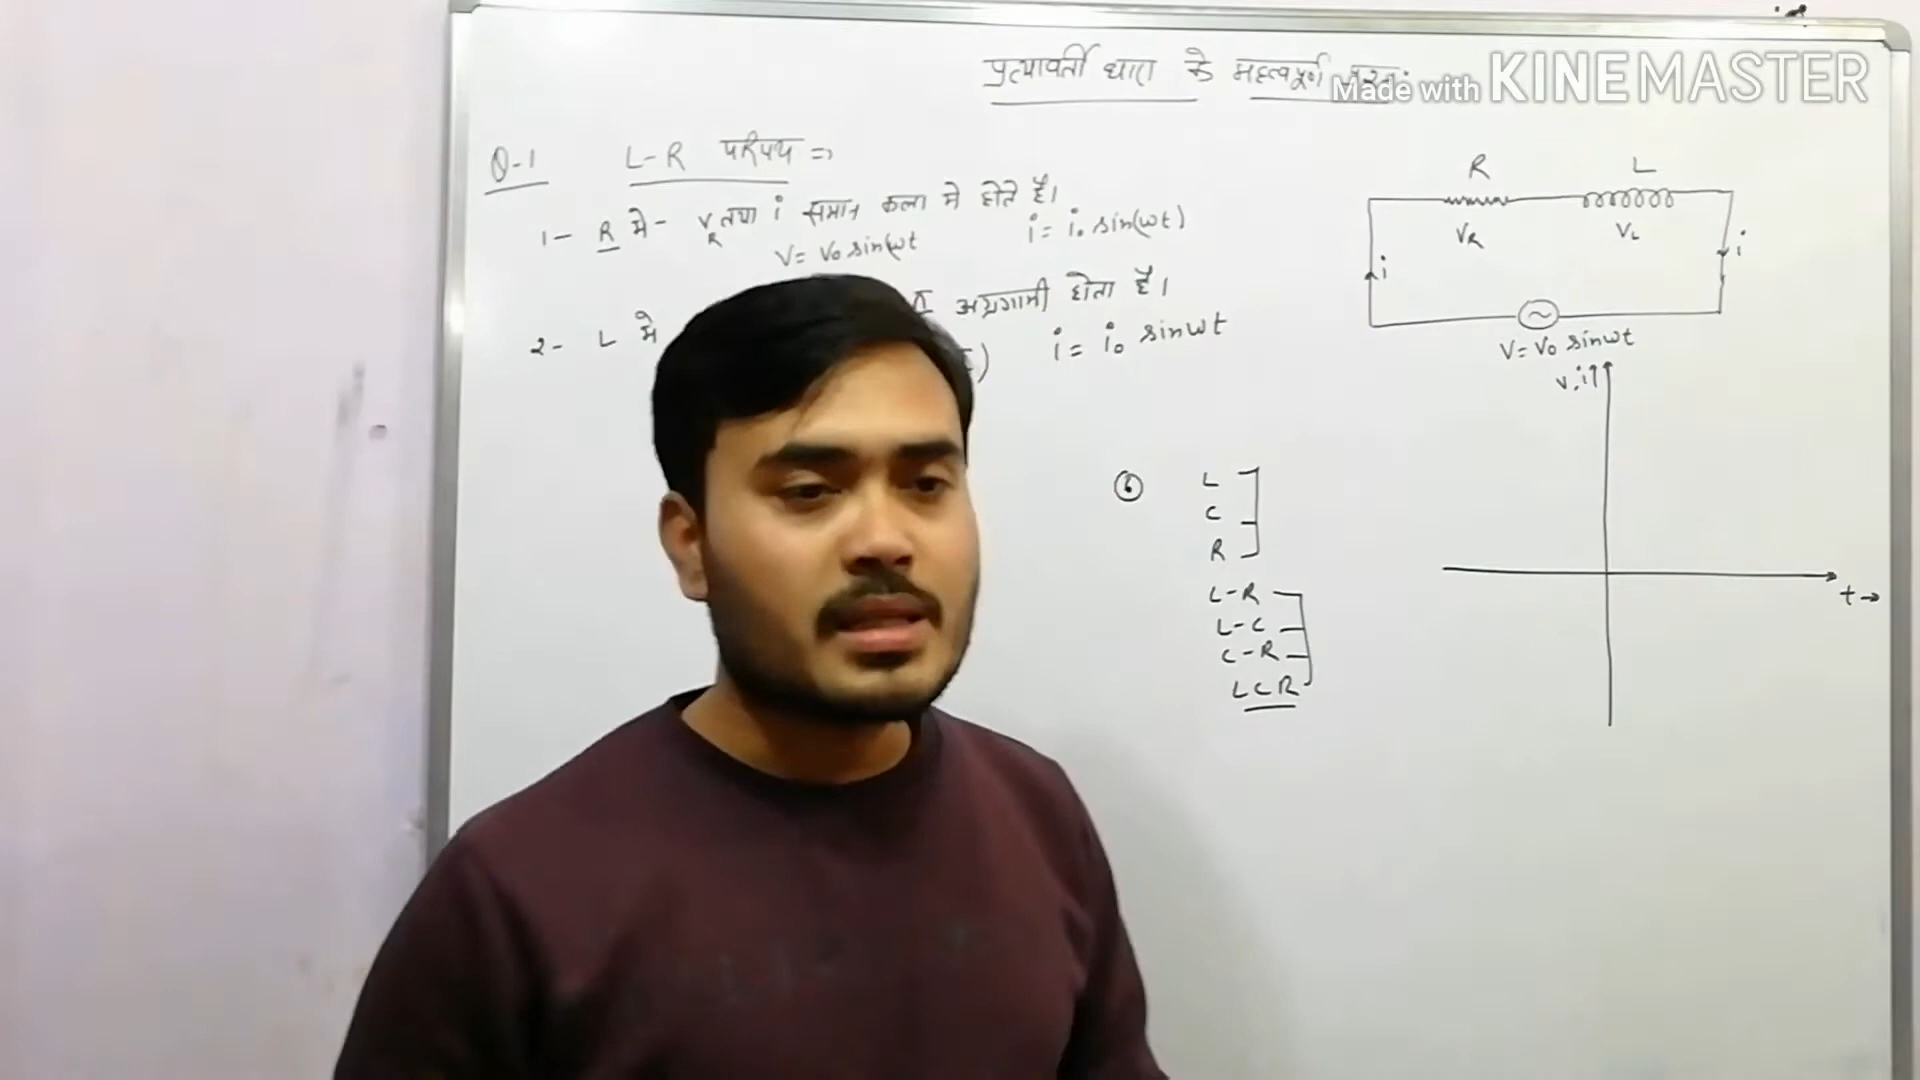 प्रत्यावर्ती धारा के महत्वपूर्ण
Made with KINEMASTER
Q-1 L-R परिपथ ⇒
1- R मे- V_R तथा i समान कला मे होते है।
V= V₀ sin(ωt i= i₀ sin(ωt)
2- L मे अग्रगामी होता है।
i= i₀ sinωt
R L
V_R V_L
i i
~
V= V₀ sinωt
v,i↑
t→
6
L
C
R
L-R
L-C
C-R
LCR